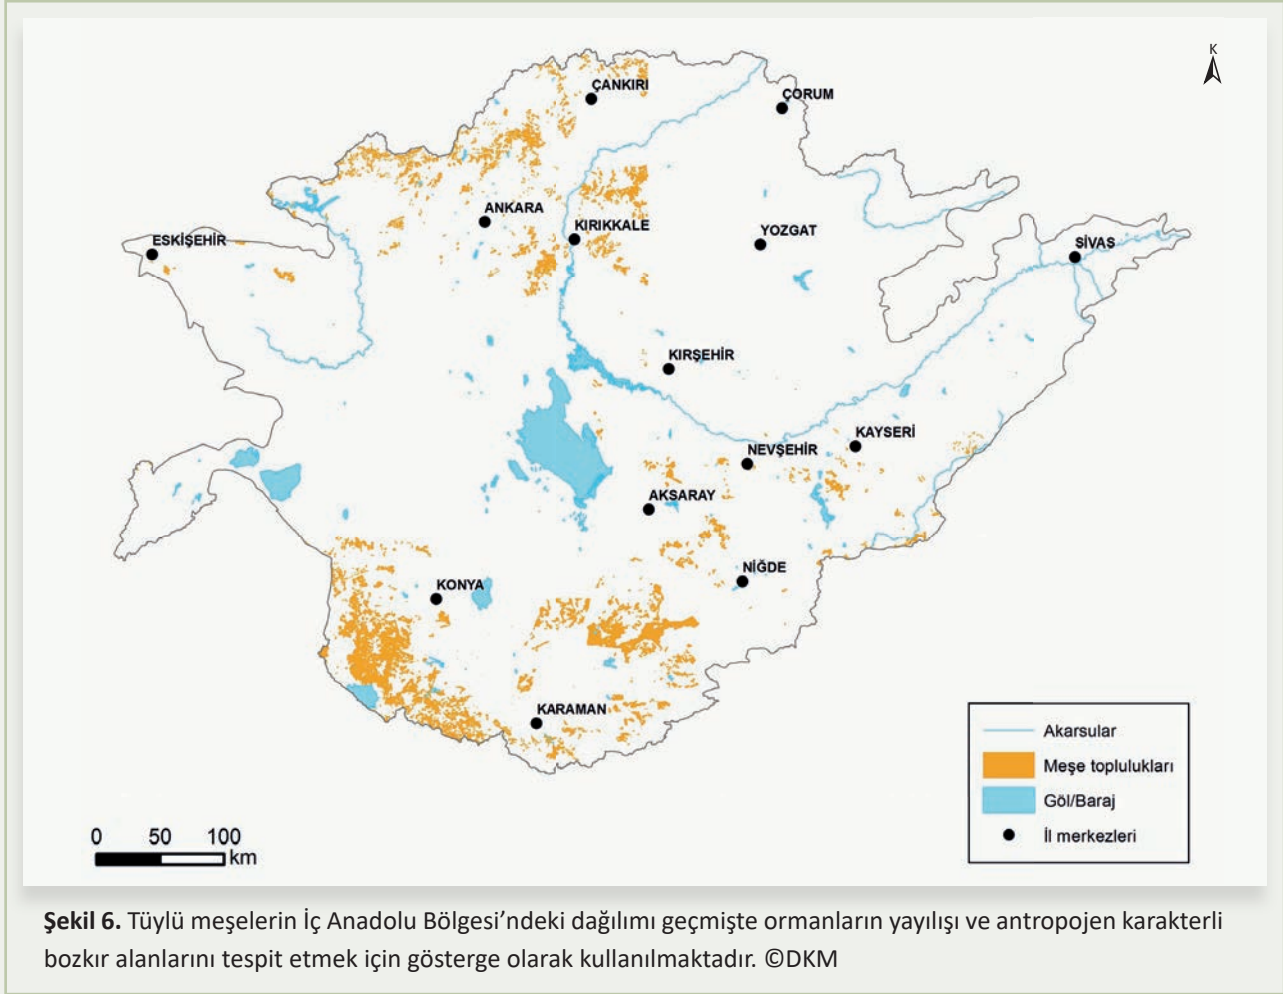 K
ÇANKIRI
ÇORUM
ANKARA
KIRIKKALE
YOZGAT
ESKİŞEHİR
SİVAS
KIRŞEHİR
KAYSERİ
NEVŞEHİR
AKSARAY
NİĞDE
KONYA
KARAMAN
Akarsular
Meşe toplulukları
Göl/Baraj
İl merkezleri
0 50 100
km
Şekil 6. Tüylü meşelerin İç Anadolu Bölgesi’ndeki dağılımı geçmişte ormanların yayılışı ve antropojen karakterli
bozkır alanlarını tespit etmek için gösterge olarak kullanılmaktadır. ©DKM